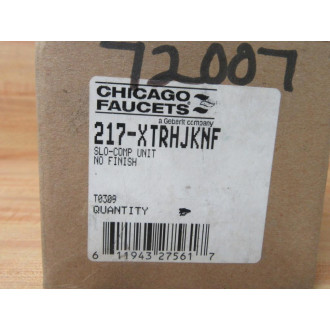 72007
CHICAGO
FAUCETS
a Geberit company
217-XTRHJKNF
SLO-COMP UNIT
NO FINISH
T0309
QUANTITY
6 11943 27561 7